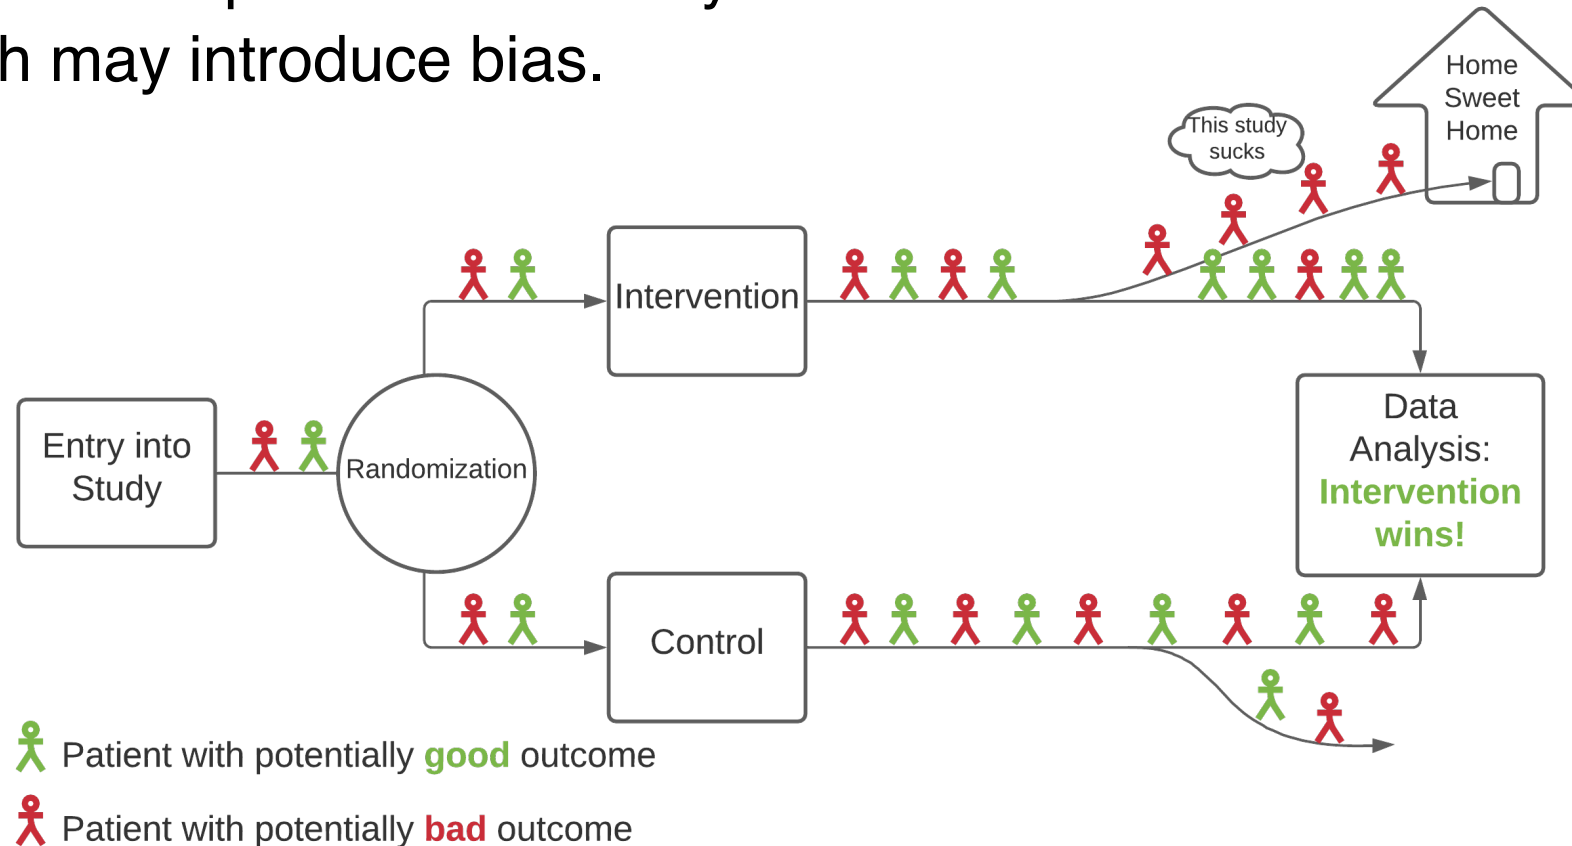 h may introduce bias.
Home
Sweet
Home
This study
sucks
Intervention
Entry into
Study
Randomization
Data
Analysis:
Intervention
wins!
Control
Patient with potentially good outcome
Patient with potentially bad outcome